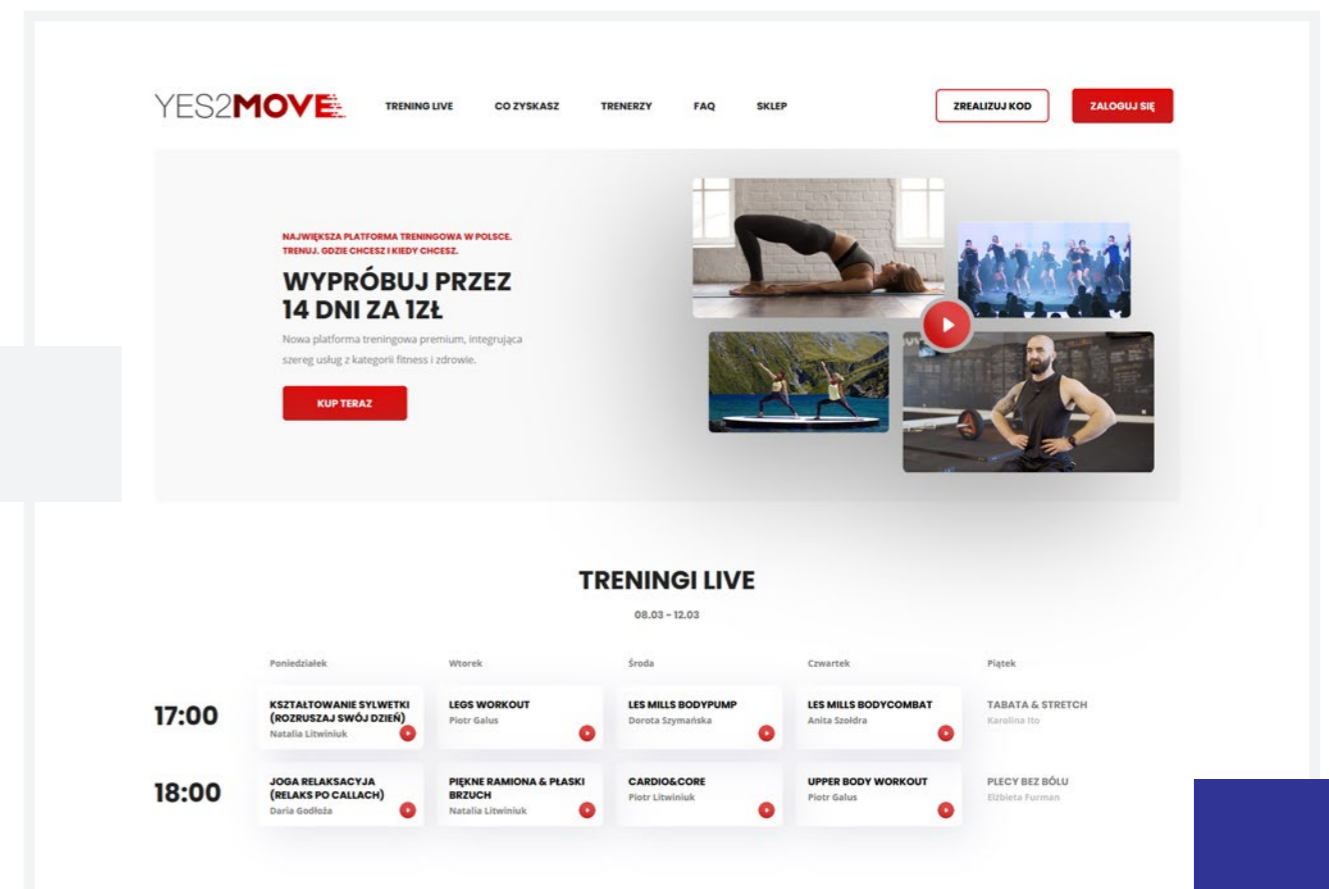 YES2MOVE
TRENING LIVE
CO ZYSKASZ
TRENERZY
FAQ
SKLEP
ZREALIZUJ KOD
ZALOGUJ SIĘ
NAJWIĘKSZA PLATFORMA TRENINGOWA W POLSCE.
TRENUJ. GDZIE CHCESZ I KIEDY CHCESZ.
WYPRÓBUJ PRZEZ
14 DNI ZA 1ZŁ
Nowa platforma treningowa premium, integrująca
szereg usług z kategorii fitness i zdrowie.
KUP TERAZ
TRENINGI LIVE
08.03 – 12.03
Poniedziałek
Wtorek
Środa
Czwartek
Piątek
17:00
KSZTAŁTOWANIE SYLWETKI
(ROZRUSZAJ SWÓJ DZIEŃ)
Natalia Litwiniuk
LEGS WORKOUT
Piotr Galus
LES MILLS BODYPUMP
Dorota Szymańska
LES MILLS BODYCOMBAT
Anita Szołdra
TABATA & STRETCH
Karolina Ito
18:00
JOGA RELAKSACYJA
(RELAKS PO CALLACH)
Daria Godłoża
PIĘKNE RAMIONA & PŁASKI
BRZUCH
Natalia Litwiniuk
CARDIO&CORE
Piotr Litwiniuk
UPPER BODY WORKOUT
Piotr Galus
PLECY BEZ BÓLU
Elżbieta Furman